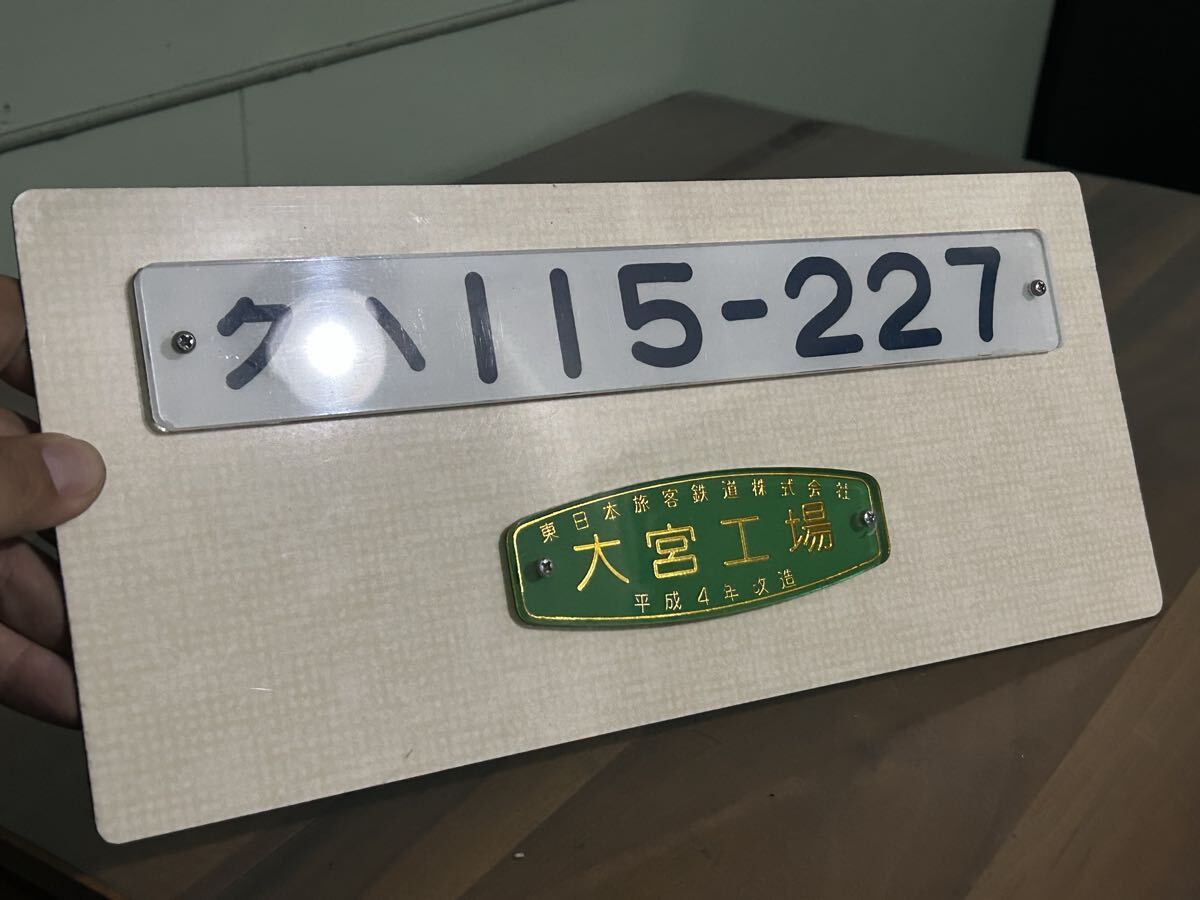 クハ115-227
東日本旅客鉄道株式会社
大宮工場
平成4年改造